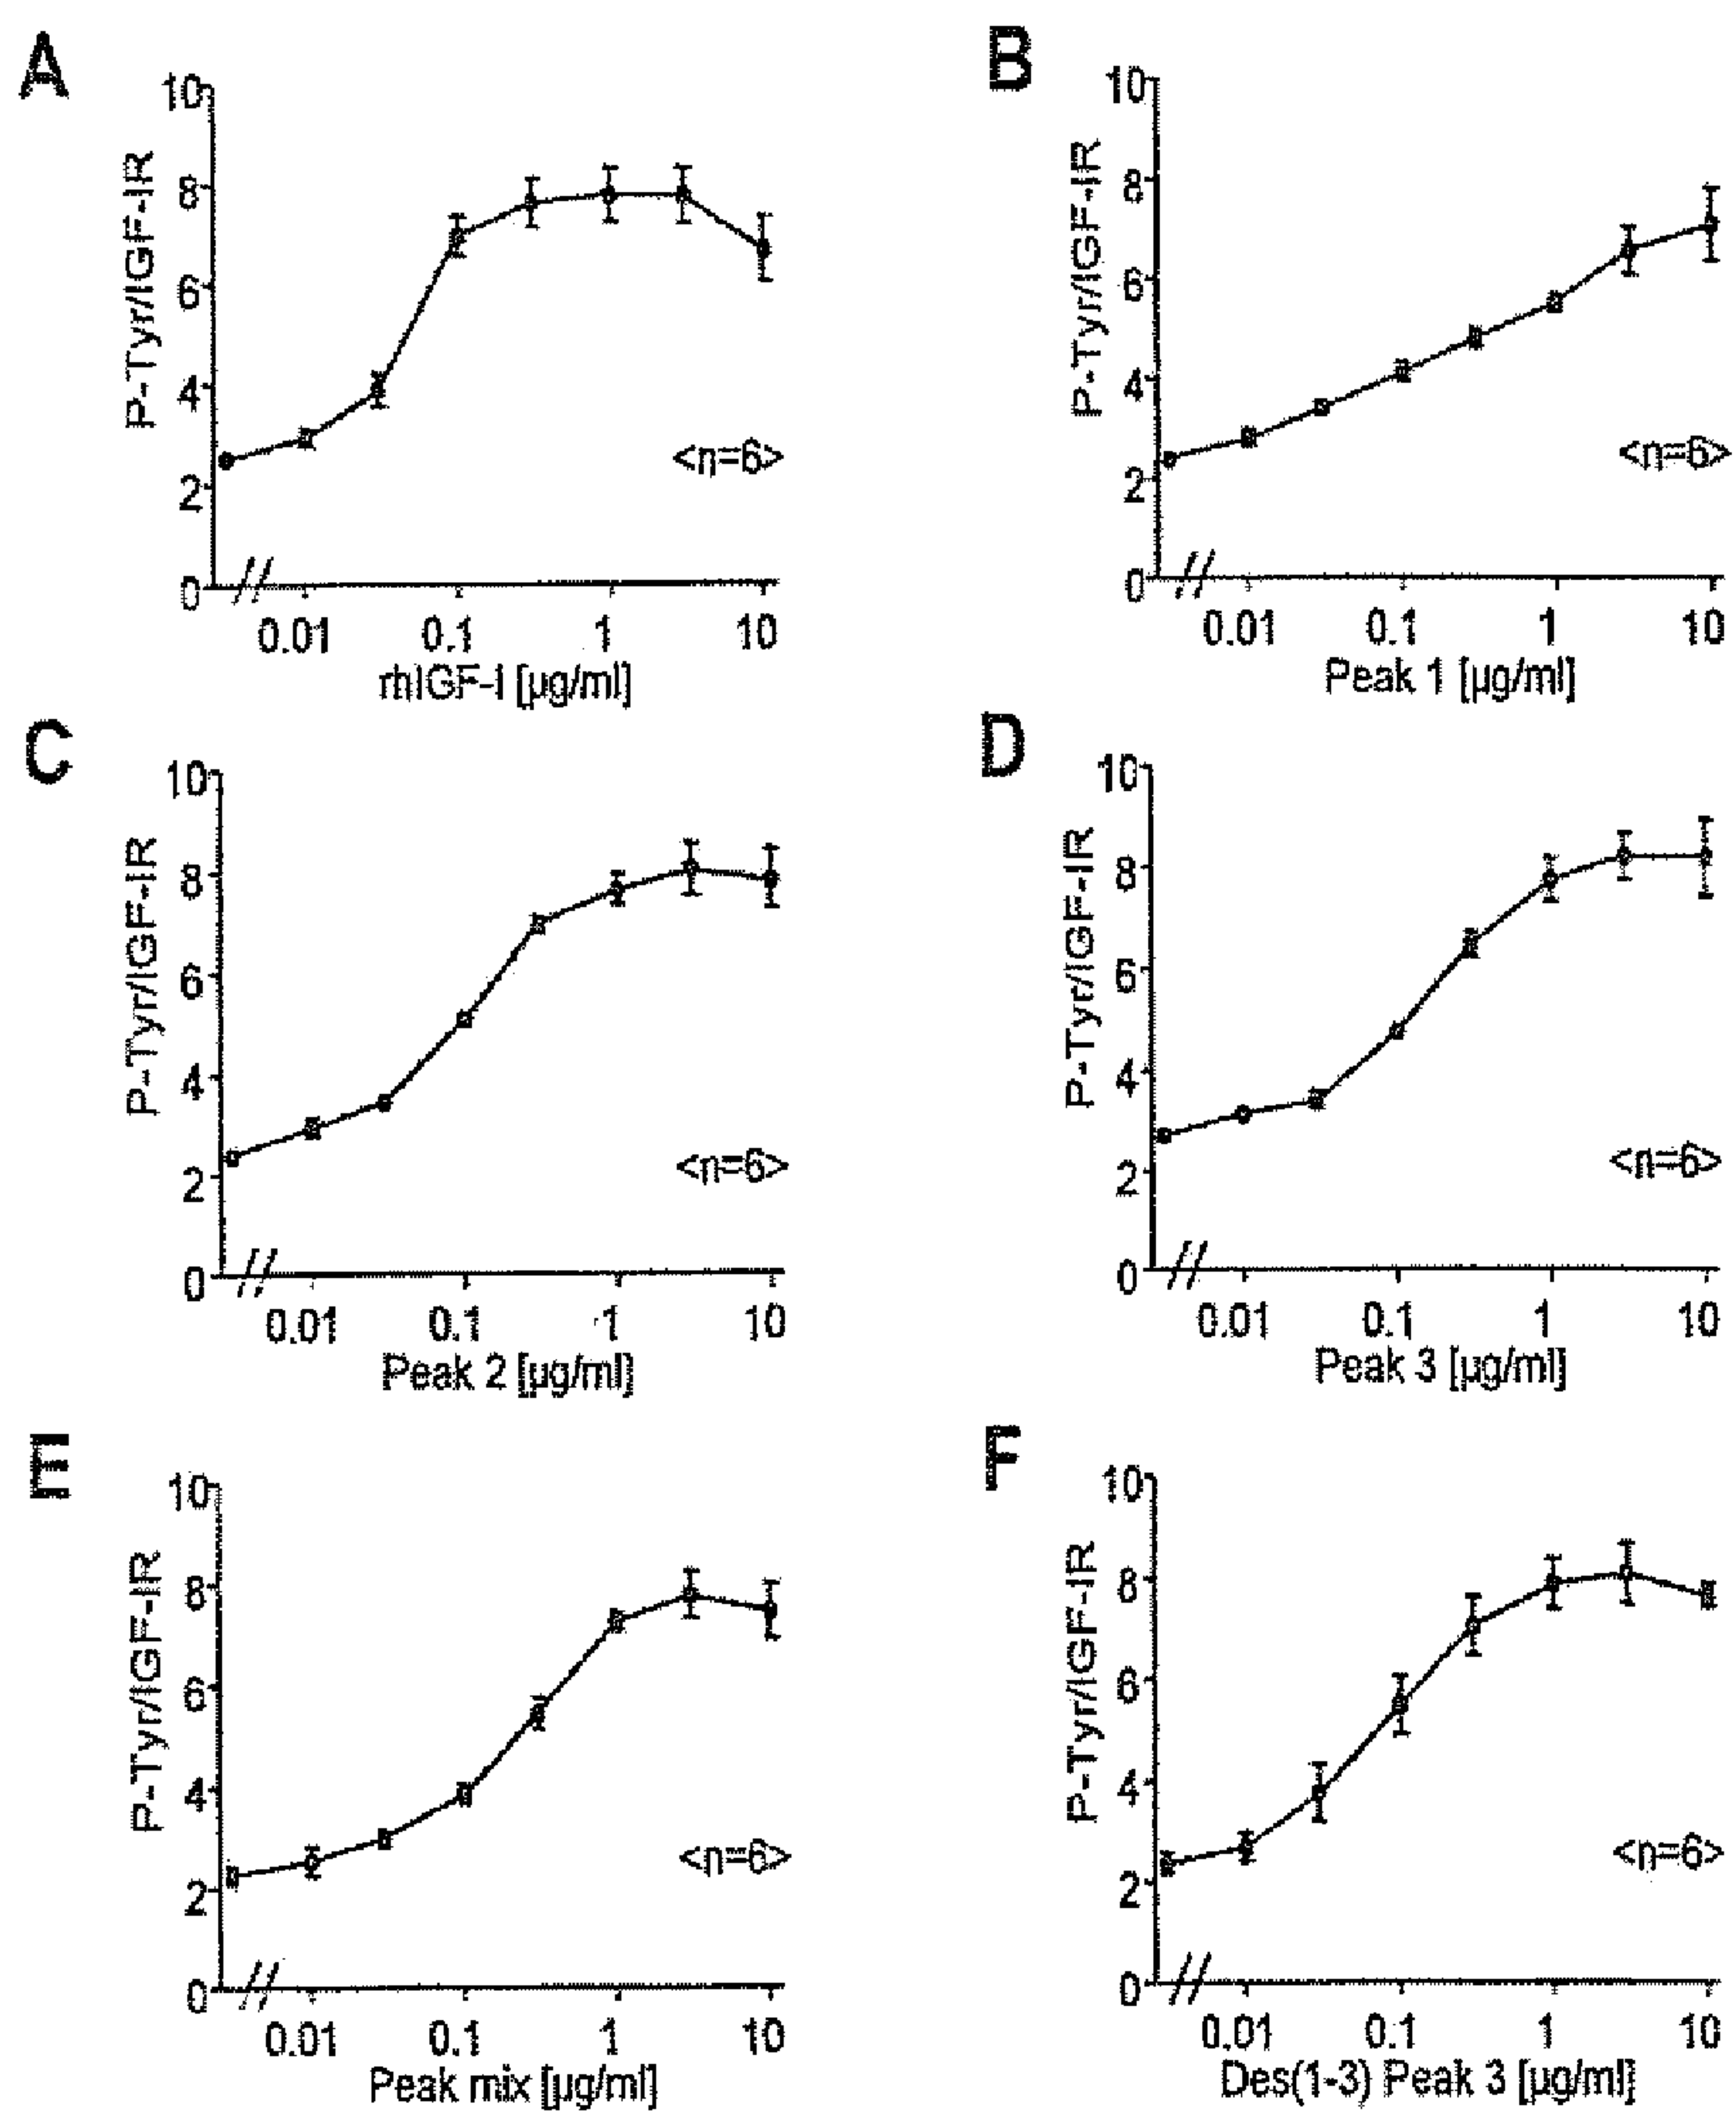 A
P-Tyr/IGF-IR
10
8
6
4
2
0
<n=6>
0.01 0.1 1 10
rhIGF-I [µg/ml]
B
P-Tyr/IGF-IR
10
8
6
4
2
0
<n=6>
0.01 0.1 1 10
Peak 1 [µg/ml]
C
P-Tyr/IGF-IR
10
8
6
4
2
0
<n=6>
0.01 0.1 1 10
Peak 2 [µg/ml]
D
P-Tyr/IGF-IR
10
8
6
4
2
0
<n=6>
0.01 0.1 1 10
Peak 3 [µg/ml]
E
P-Tyr/IGF-IR
10
8
6
4
2
0
<n=6>
0.01 0.1 1 10
Peak mix [µg/ml]
F
P-Tyr/IGF-IR
10
8
6
4
2
0
<n=6>
0.01 0.1 1 10
Des(1-3) Peak 3 [µg/ml]